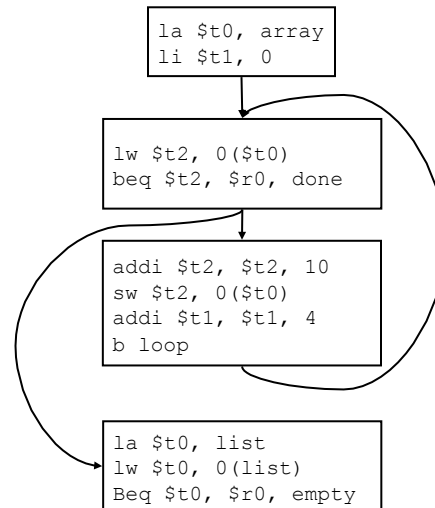 la $t0, array
li $t1, 0
lw $t2, 0($t0)
beq $t2, $r0, done
addi $t2, $t2, 10
sw $t2, 0($t0)
addi $t1, $t1, 4
b loop
la $t0, list
lw $t0, 0(list)
Beq $t0, $r0, empty